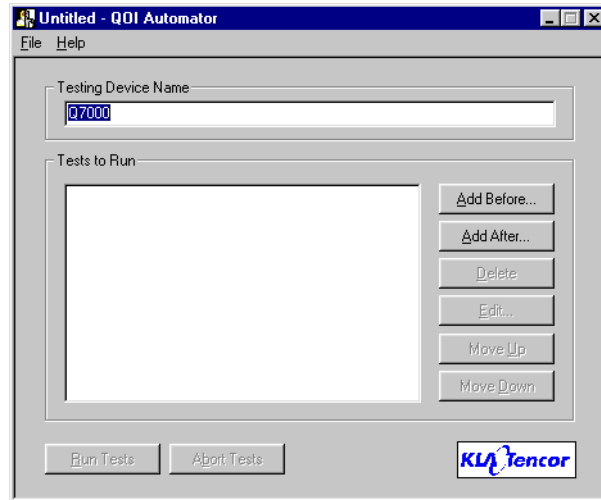 Untitled - QOI Automator
File Help
Testing Device Name
Q7000
Tests to Run
Add Before...
Add After...
Delete
Edit...
Move Up
Move Down
Run Tests Abort Tests
KLA Tencor